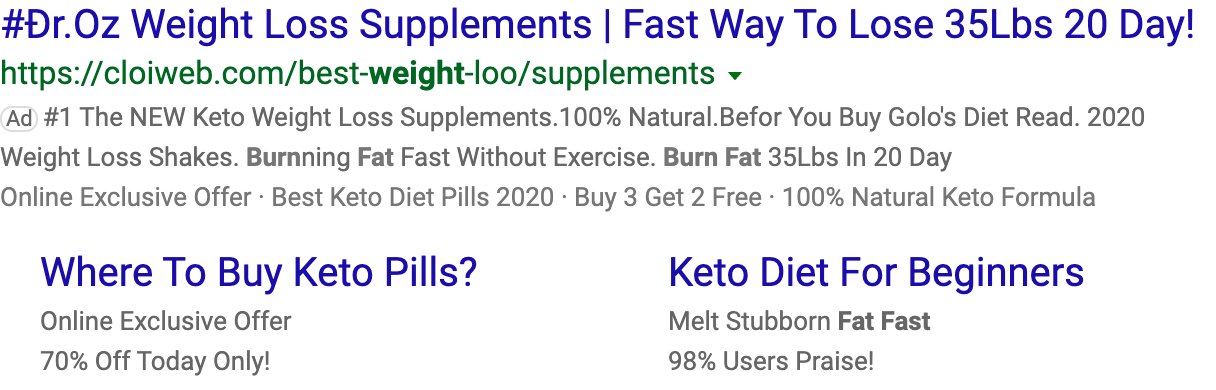 #Đr.Oz Weight Loss Supplements | Fast Way To Lose 35Lbs 20 Day!
https://cloiweb.com/best-weight-loo/supplements
Ad #1 The NEW Keto Weight Loss Supplements.100% Natural.Befor You Buy Golo's Diet Read. 2020
Weight Loss Shakes. Burnning Fat Fast Without Exercise. Burn Fat 35Lbs In 20 Day
Online Exclusive Offer · Best Keto Diet Pills 2020 · Buy 3 Get 2 Free · 100% Natural Keto Formula
Where To Buy Keto Pills?
Online Exclusive Offer
70% Off Today Only!
Keto Diet For Beginners
Melt Stubborn Fat Fast
98% Users Praise!